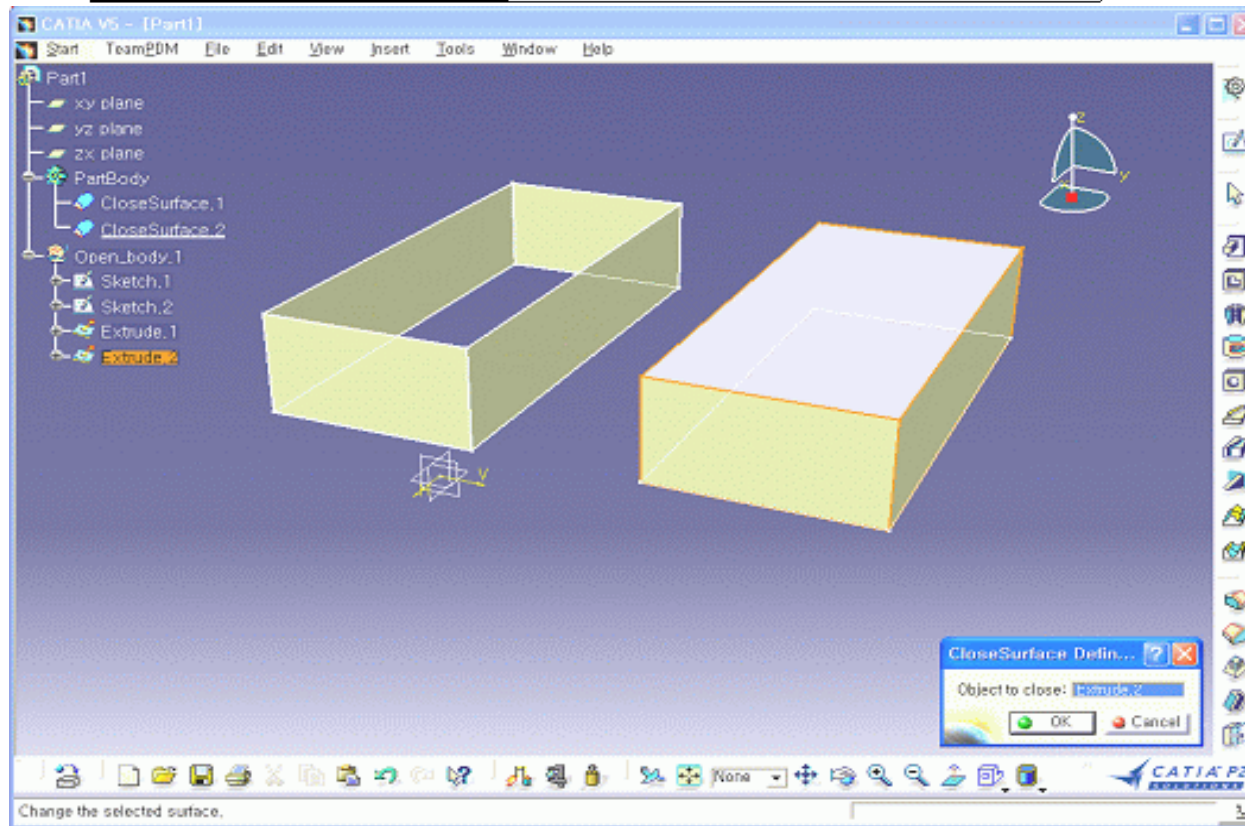 CATIA V5 - [Part1]
Start TeamPDM File Edit View Insert Tools Window Help
Part1
xy plane
yz plane
zx plane
PartBody
CloseSurface.1
CloseSurface.2
Open_body.1
Sketch.1
Sketch.2
Extrude.1
Extrude.2
z
y
y
CloseSurface Defin...
Object to close: Extrude.2
OK Cancel
None
CATIA P2
SOLUTIONS
Change the selected surface.